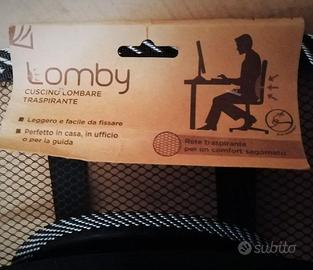 Lomby
CUSCINO LOMBARE
TRASPIRANTE
Leggero e facile da fissare
Perfetto in casa, in ufficio
o per la guida
Rete traspirante
per un comfort sagomato
subito